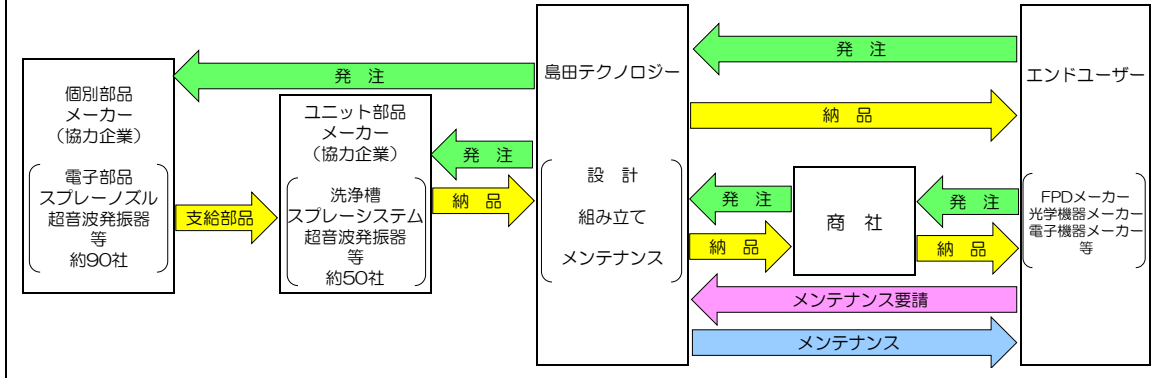 個別部品
メーカー
（協力企業）
電子部品
スプレーノズル
超音波発振器
等
約90社
発　注
支給部品
ユニット部品
メーカー
（協力企業）
洗浄槽
スプレーシステム
超音波発振器
等
約50社
発　注
納　品
島田テクノロジー
設　計
組み立て
メンテナンス
発　注
納　品
発　注
納　品
商　社
発　注
納　品
メンテナンス要請
メンテナンス
エンドユーザー
FPDメーカー
光学機器メーカー
電子機器メーカー
等